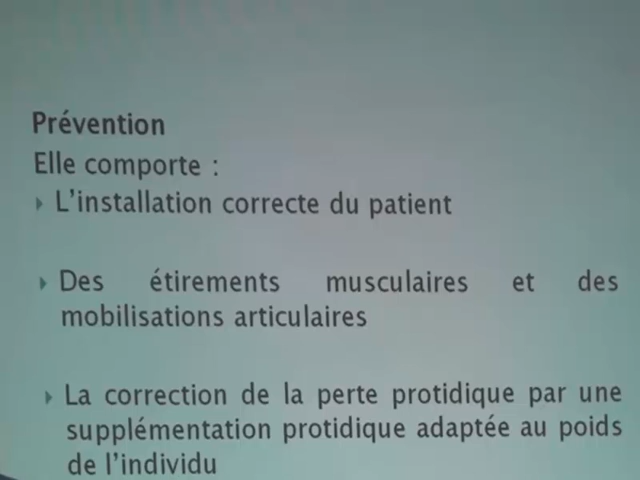 Prévention
Elle comporte :
L'installation correcte du patient
Des étirements musculaires et des
mobilisations articulaires
La correction de la perte protidique par une
supplémentation protidique adaptée au poids
de l'individu